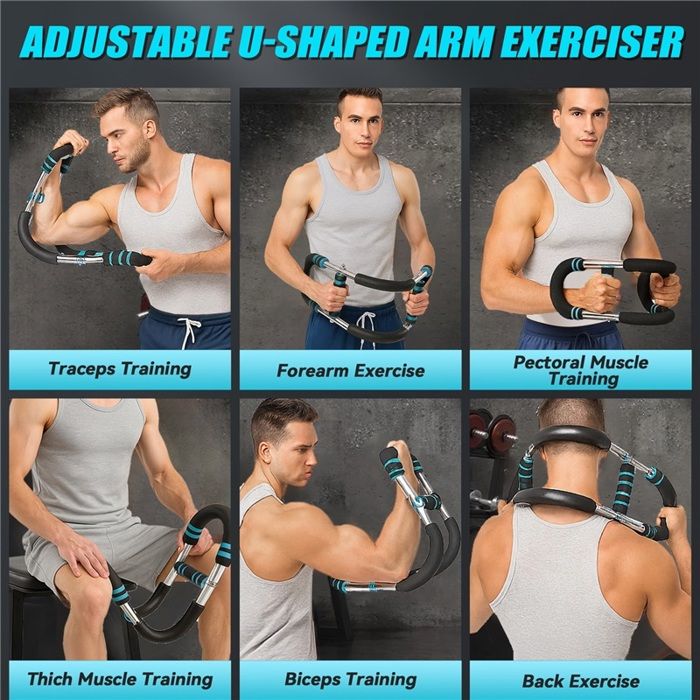 ADJUSTABLE U-SHAPED ARM EXERCISER
Traceps Training
Forearm Exercise
Pectoral Muscle
Training
Thich Muscle Training
Biceps Training
Back Exercise